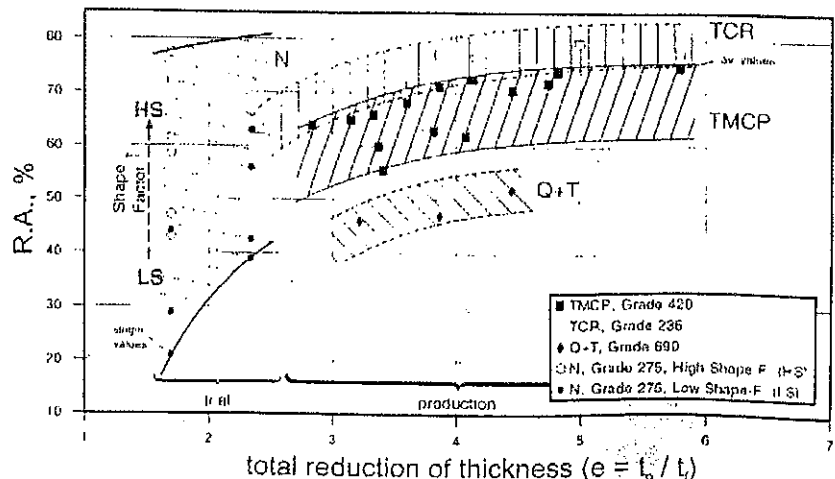 80
70
60
50
40
30
20
10
R.A., %
HS
Shape
Factor
LS
N
TCR
av. values
TMCP
Q+T
single
values
trial
production
■ TMCP, Grade 420
TCR, Grade 236
♦ Q+T, Grade 690
N, Grade 275, High Shape-F. (HS)
N, Grade 275, Low Shape-F (LS)
1 2 3 4 5 6 7
total reduction of thickness (e = t₀ / tf)